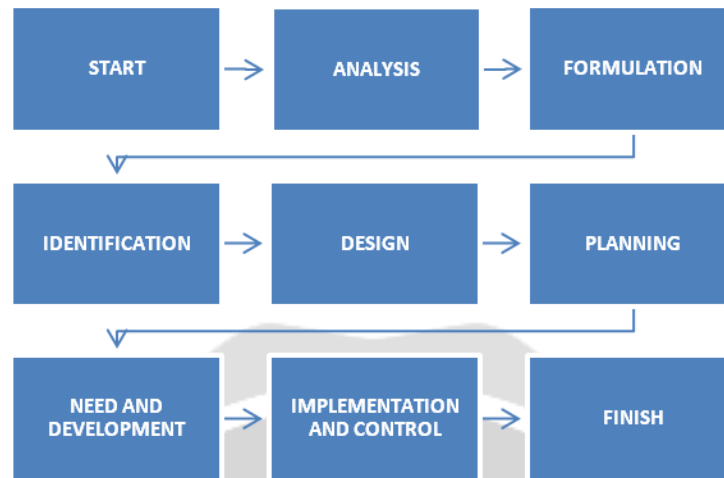 START
ANALYSIS
FORMULATION
IDENTIFICATION
DESIGN
PLANNING
NEED AND
DEVELOPMENT
IMPLEMENTATION
AND CONTROL
FINISH